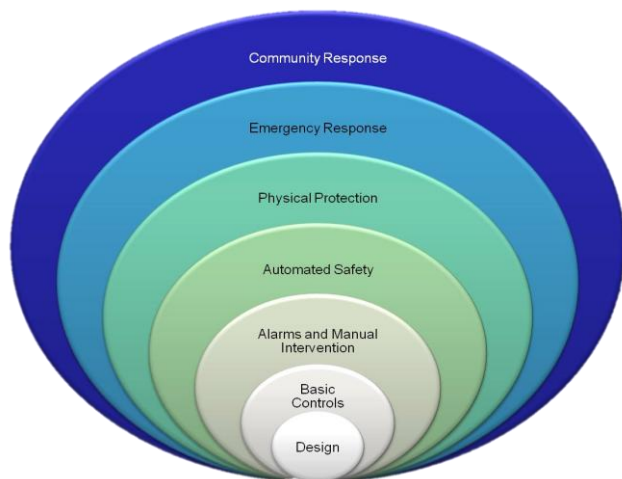 Community Response
Emergency Response
Physical Protection
Automated Safety
Alarms and Manual
Intervention
Basic
Controls
Design